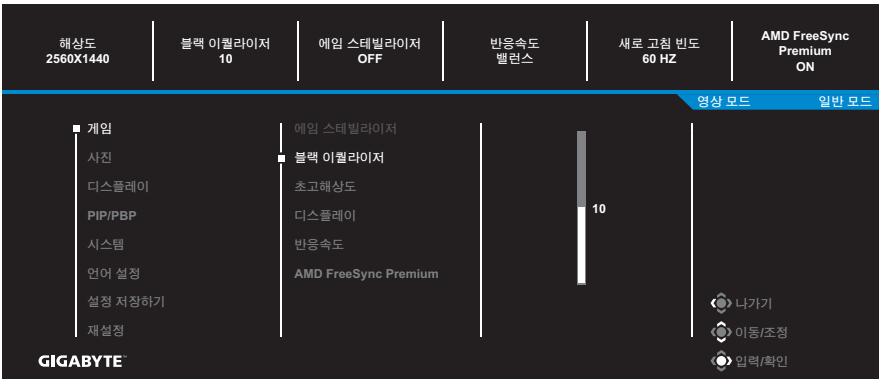 해상도
2560X1440
블랙 이퀄라이저
10
에임 스테빌라이저
OFF
반응속도
밸런스
새로 고침 빈도
60 HZ
AMD FreeSync
Premium
ON
영상 모드 일반 모드
게임
사진
디스플레이
PIP/PBP
시스템
언어 설정
설정 저장하기
재설정
에임 스테빌라이저
블랙 이퀄라이저
초고해상도
디스플레이
반응속도
AMD FreeSync Premium
10
나가기
이동/조정
입력/확인
GIGABYTE™